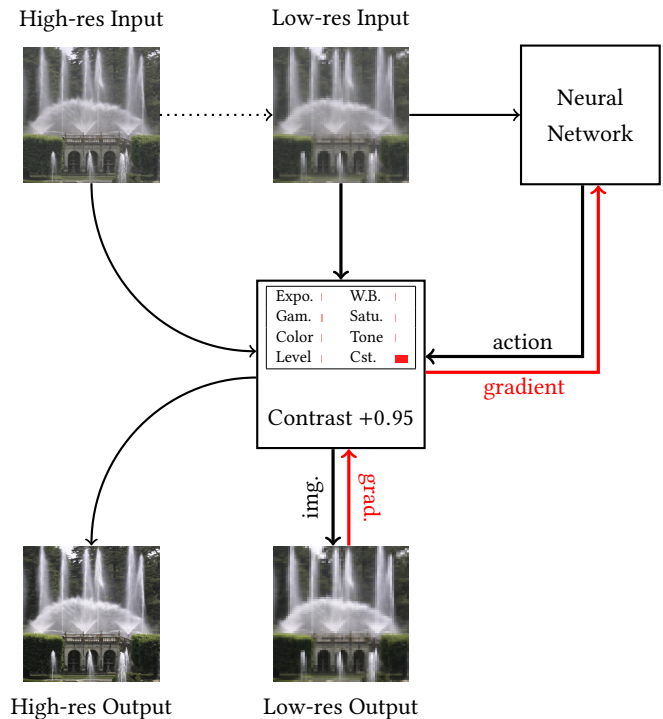 High-res Input
Low-res Input
Neural
Network
Expo.
W.B.
Gam.
Satu.
Color
Tone
Level
Cst.
action
gradient
Contrast +0.95
img.
grad.
High-res Output
Low-res Output